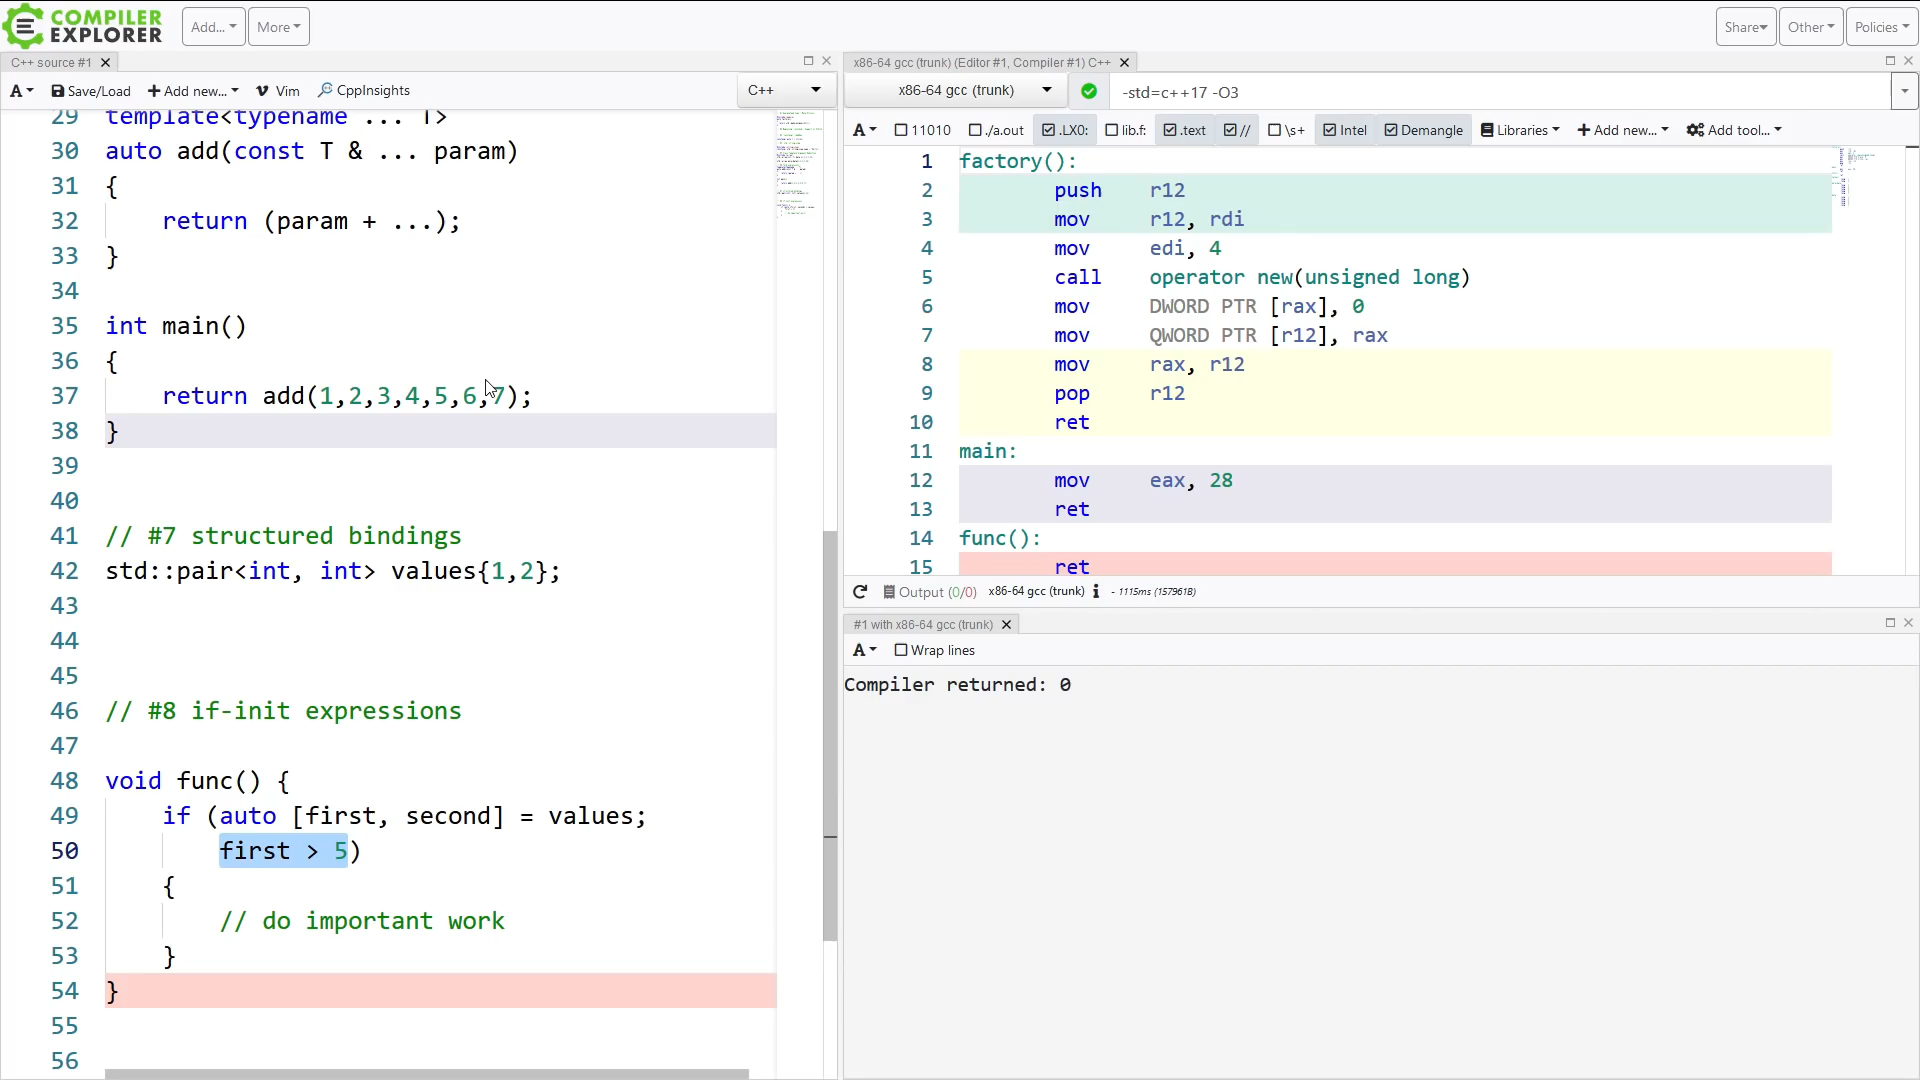 COMPILER EXPLORER
Add... More
Share Other Policies
C++ source #1
A Save/Load + Add new... Vim CppInsights C++
29 template<typename ... T>
30 auto add(const T & ... param)
31 {
32 return (param + ...);
33 }
34
35 int main()
36 {
37 return add(1,2,3,4,5,6,7);
38 }
39
40
41 // #7 structured bindings
42 std::pair<int, int> values{1,2};
43
44
45
46 // #8 if-init expressions
47
48 void func() {
49 if (auto [first, second] = values;
50 first > 5)
51 {
52 // do important work
53 }
54 }
55
56
x86-64 gcc (trunk) (Editor #1, Compiler #1) C++
x86-64 gcc (trunk) -std=c++17 -O3
A 11010 ./a.out .LX0: lib.f: .text // \s+ Intel Demangle Libraries + Add new... Add tool...
1 factory():
2 push r12
3 mov r12, rdi
4 mov edi, 4
5 call operator new(unsigned long)
6 mov DWORD PTR [rax], 0
7 mov QWORD PTR [r12], rax
8 mov rax, r12
9 pop r12
10 ret
11 main:
12 mov eax, 28
13 ret
14 func():
15 ret
Output (0/0) x86-64 gcc (trunk) i - 1115ms (157961B)
#1 with x86-64 gcc (trunk)
A Wrap lines
Compiler returned: 0